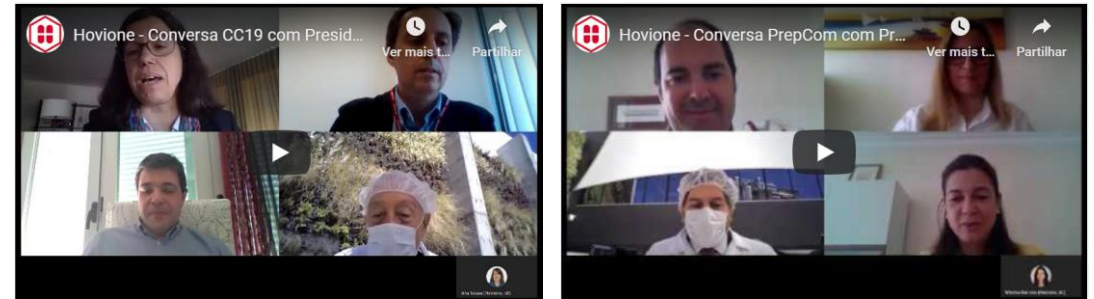 Hovione - Conversa CC19 com Presid...
Ver mais t...
Partilhar
Hovione - Conversa PrepCom com Pr...
Ver mais t...
Partilhar